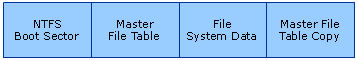 NTFS
Boot Sector
Master
File Table
File
System Data
Master File
Table Copy